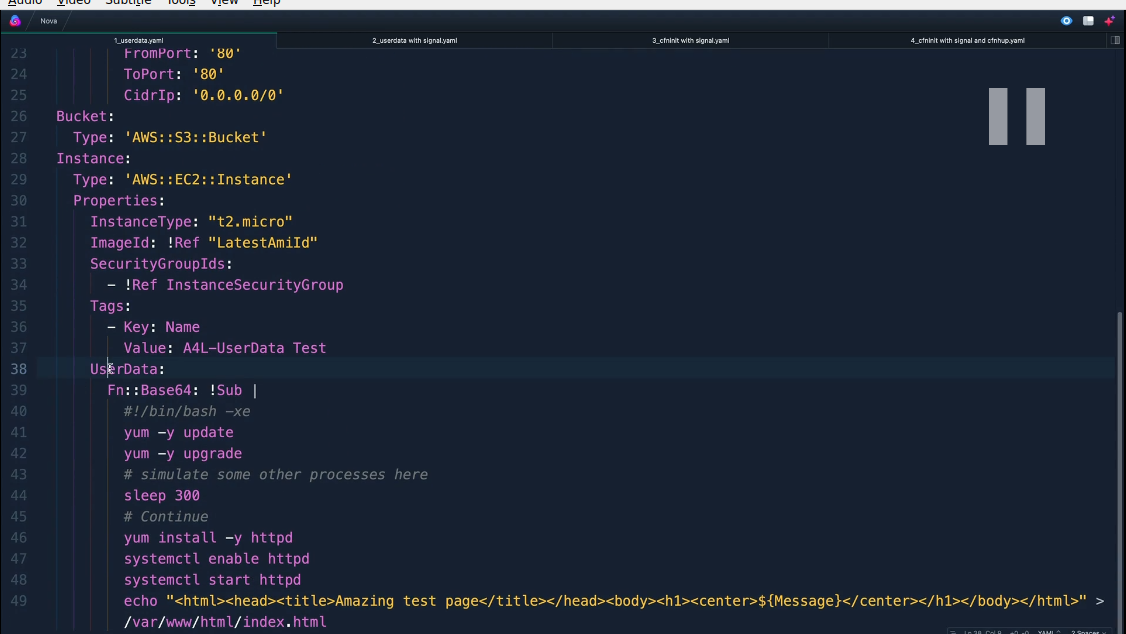 Audio Video Subtitle Tools View Help
Nova
1_userdata.yaml 2_userdata with signal.yaml 3_cfninit with signal.yaml 4_cfninit with signal and cfnhup.yaml
23 FromPort: '80'
24 ToPort: '80'
25 CidrIp: '0.0.0.0/0'
26 Bucket:
27 Type: 'AWS::S3::Bucket'
28 Instance:
29 Type: 'AWS::EC2::Instance'
30 Properties:
31 InstanceType: "t2.micro"
32 ImageId: !Ref "LatestAmiId"
33 SecurityGroupIds:
34 - !Ref InstanceSecurityGroup
35 Tags:
36 - Key: Name
37 Value: A4L-UserData Test
38 UserData:
39 Fn::Base64: !Sub |
40 #!/bin/bash -xe
41 yum -y update
42 yum -y upgrade
43 # simulate some other processes here
44 sleep 300
45 # Continue
46 yum install -y httpd
47 systemctl enable httpd
48 systemctl start httpd
49 echo "<html><head><title>Amazing test page</title></head><body><h1><center>${Message}</center></h1></body></html>" >
/var/www/html/index.html